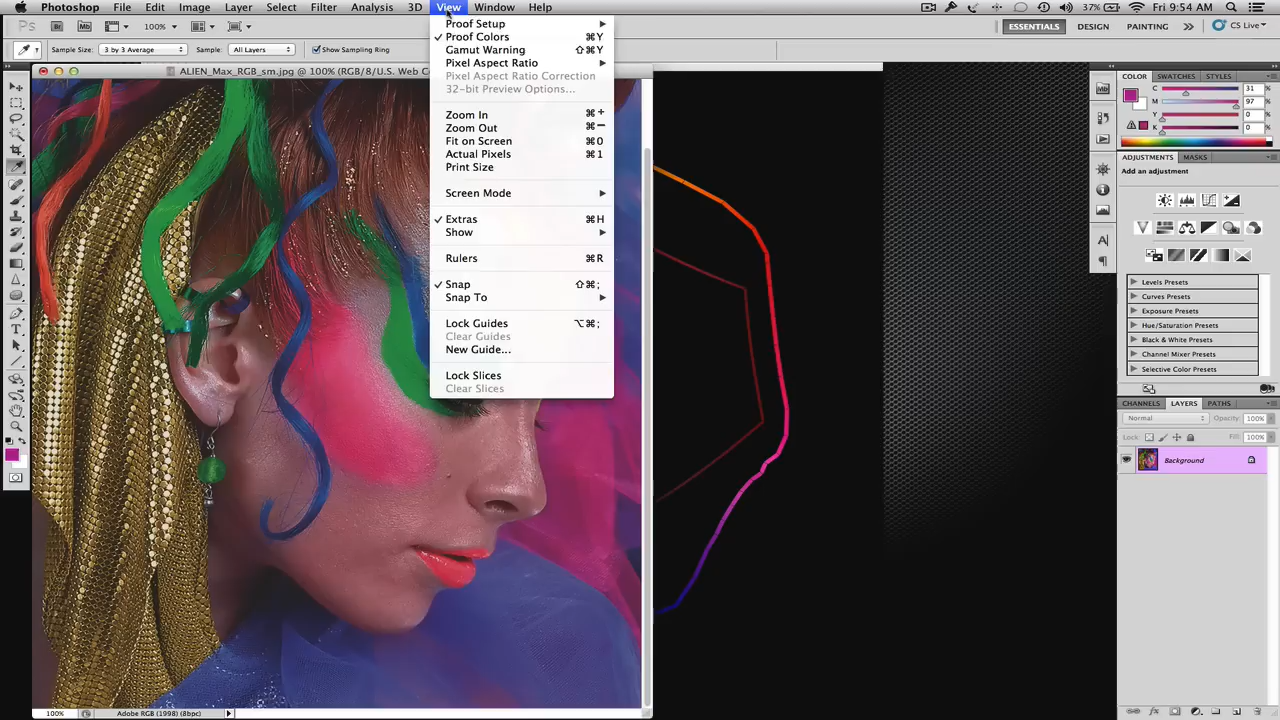 Photoshop File Edit Image Layer Select Filter Analysis 3D View Window Help 37% Fri 9:54 AM
Ps Br Mb 100% ESSENTIALS DESIGN PAINTING » CS Live
Sample Size: 3 by 3 Average Sample: All Layers Show Sampling Ring
ALIEN_Max_RGB_sm.jpg @ 100% (RGB/8/U.S. Web C
Proof Setup
Proof Colors ⌘Y
Gamut Warning ⇧⌘Y
Pixel Aspect Ratio
Pixel Aspect Ratio Correction
32-bit Preview Options...
Zoom In ⌘+
Zoom Out ⌘−
Fit on Screen ⌘0
Actual Pixels ⌘1
Print Size
Screen Mode
Extras ⌘H
Show
Rulers ⌘R
Snap ⇧⌘;
Snap To
Lock Guides ⌥⌘;
Clear Guides
New Guide...
Lock Slices
Clear Slices
COLOR SWATCHES STYLES
C 31
M 97
Y 0
K 0
ADJUSTMENTS MASKS
Add an adjustment
Levels Presets
Curves Presets
Exposure Presets
Hue/Saturation Presets
Black & White Presets
Channel Mixer Presets
Selective Color Presets
CHANNELS LAYERS PATHS
Normal Opacity: 100%
Lock: Fill: 100%
Background
100% Adobe RGB (1998) (8bpc)